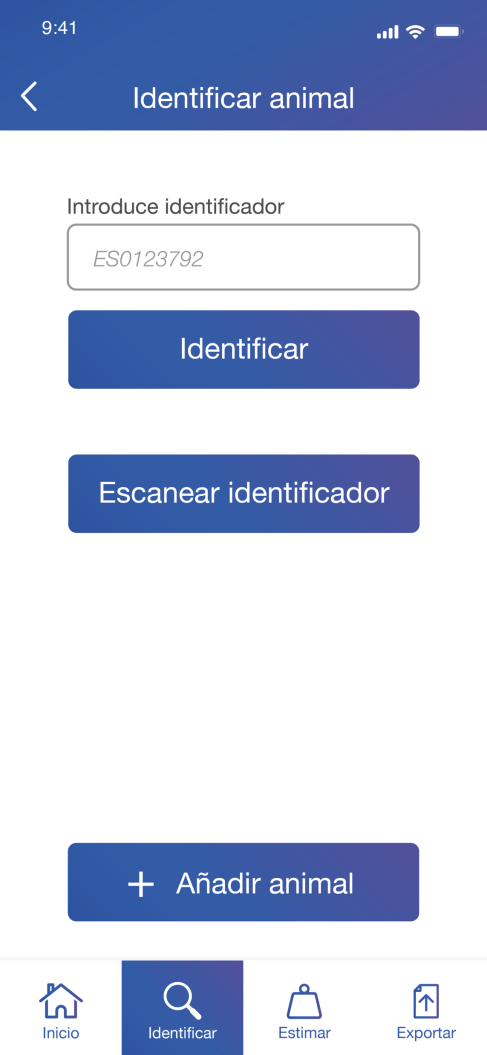 9:41
Identificar animal
Introduce identificador
ES0123792
Identificar
Escanear identificador
+ Añadir animal
Inicio
Identificar
Estimar
Exportar